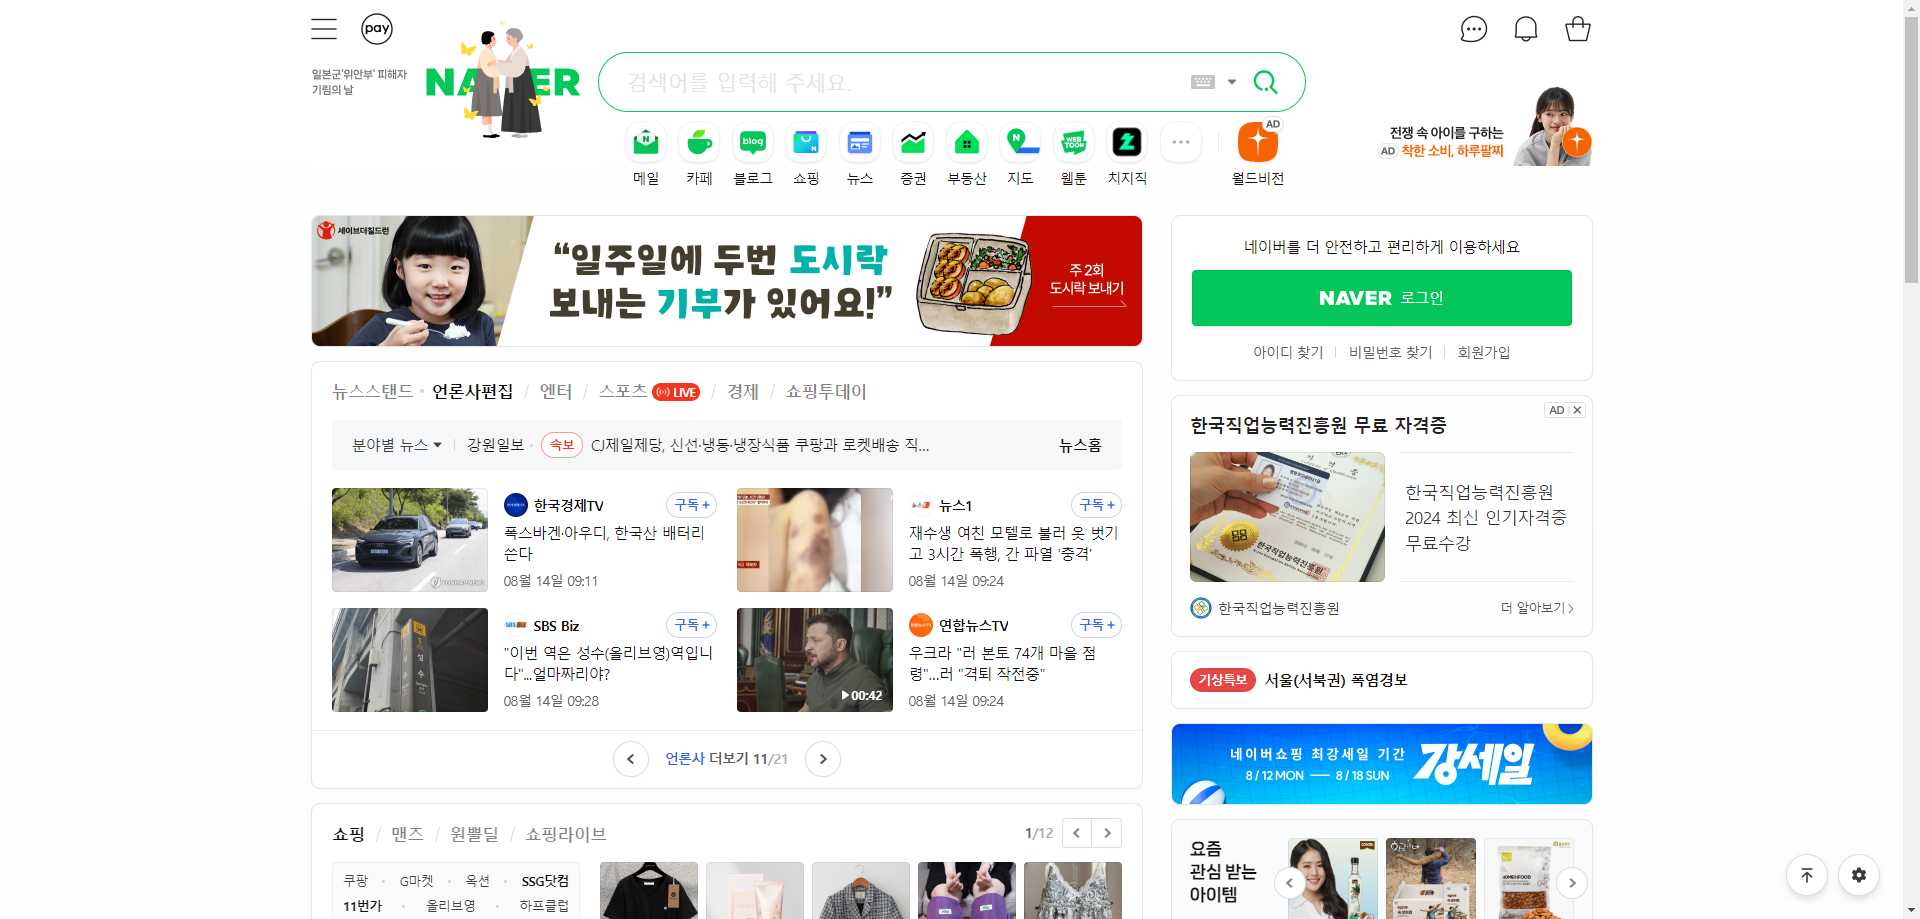 pay
일본군'위안부' 피해자
기림의 날
NAVER
검색어를 입력해 주세요.
N
blog
N
N
WEB
TOON
AD
메일
카페
블로그
쇼핑
뉴스
증권
부동산
지도
웹툰
치지직
월드비전
전쟁 속 아이를 구하는
AD 착한 소비, 하루팔찌
세이브더칠드런
“일주일에 두번 도시락
보내는 기부가 있어요!”
주 2회
도시락 보내기
네이버를 더 안전하고 편리하게 이용하세요
NAVER 로그인
아이디 찾기
비밀번호 찾기
회원가입
뉴스스탠드 · 언론사편집 / 엔터 / 스포츠 LIVE / 경제 / 쇼핑투데이
분야별 뉴스
강원일보 · 속보 CJ제일제당, 신선·냉동·냉장식품 쿠팡과 로켓배송 직...
뉴스홈
한국경제TV
구독 +
폭스바겐·아우디, 한국산 배터리
쓴다
08월 14일 09:11
뉴스1
구독 +
재수생 여친 모텔로 불러 옷 벗기
고 3시간 폭행, 간 파열 '충격'
08월 14일 09:24
SBS Biz
구독 +
"이번 역은 성수(올리브영)역입니
다"...얼마짜리야?
08월 14일 09:28
00:42
연합뉴스TV
구독 +
우크라 "러 본토 74개 마을 점
령"…러 "격퇴 작전중"
08월 14일 09:24
언론사 더보기 11/21
AD
한국직업능력진흥원 무료 자격증
한국직업능력진흥원
한국직업능력진흥원
2024 최신 인기자격증
무료수강
한국직업능력진흥원
더 알아보기
기상특보 서울(서북권) 폭염경보
네이버쇼핑 최강세일 기간
8 / 12 MON — 8 / 18 SUN
강세일
쇼핑 / 맨즈 / 원쁠딜 / 쇼핑라이브
1/12
쿠팡 · G마켓 · 옥션 · SSG닷컴
11번가 · 올리브영 · 하프클럽
요즘
관심 받는
아이템